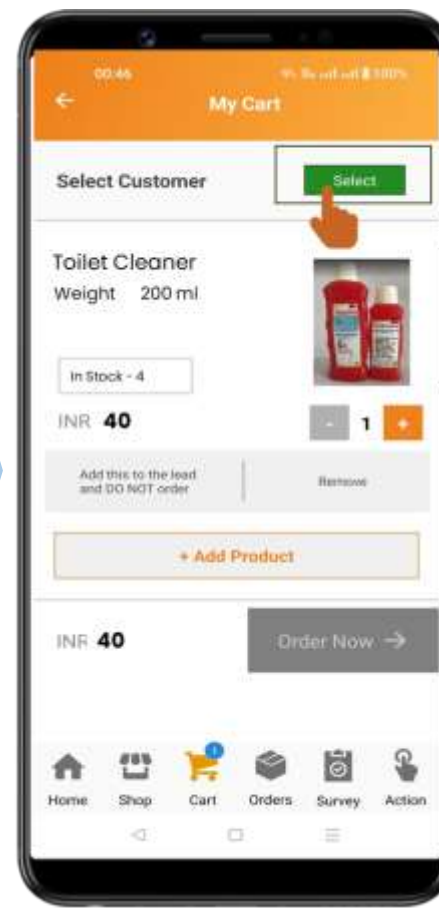 00:46
100%
My Cart
Select Customer
Select
Toilet Cleaner
Weight 200 ml
In Stock - 4
INR 40
- 1 +
Add this to the lead
and DO NOT order
Remove
+ Add Product
INR 40
Order Now →
1
Home
Shop
Cart
Orders
Survey
Action